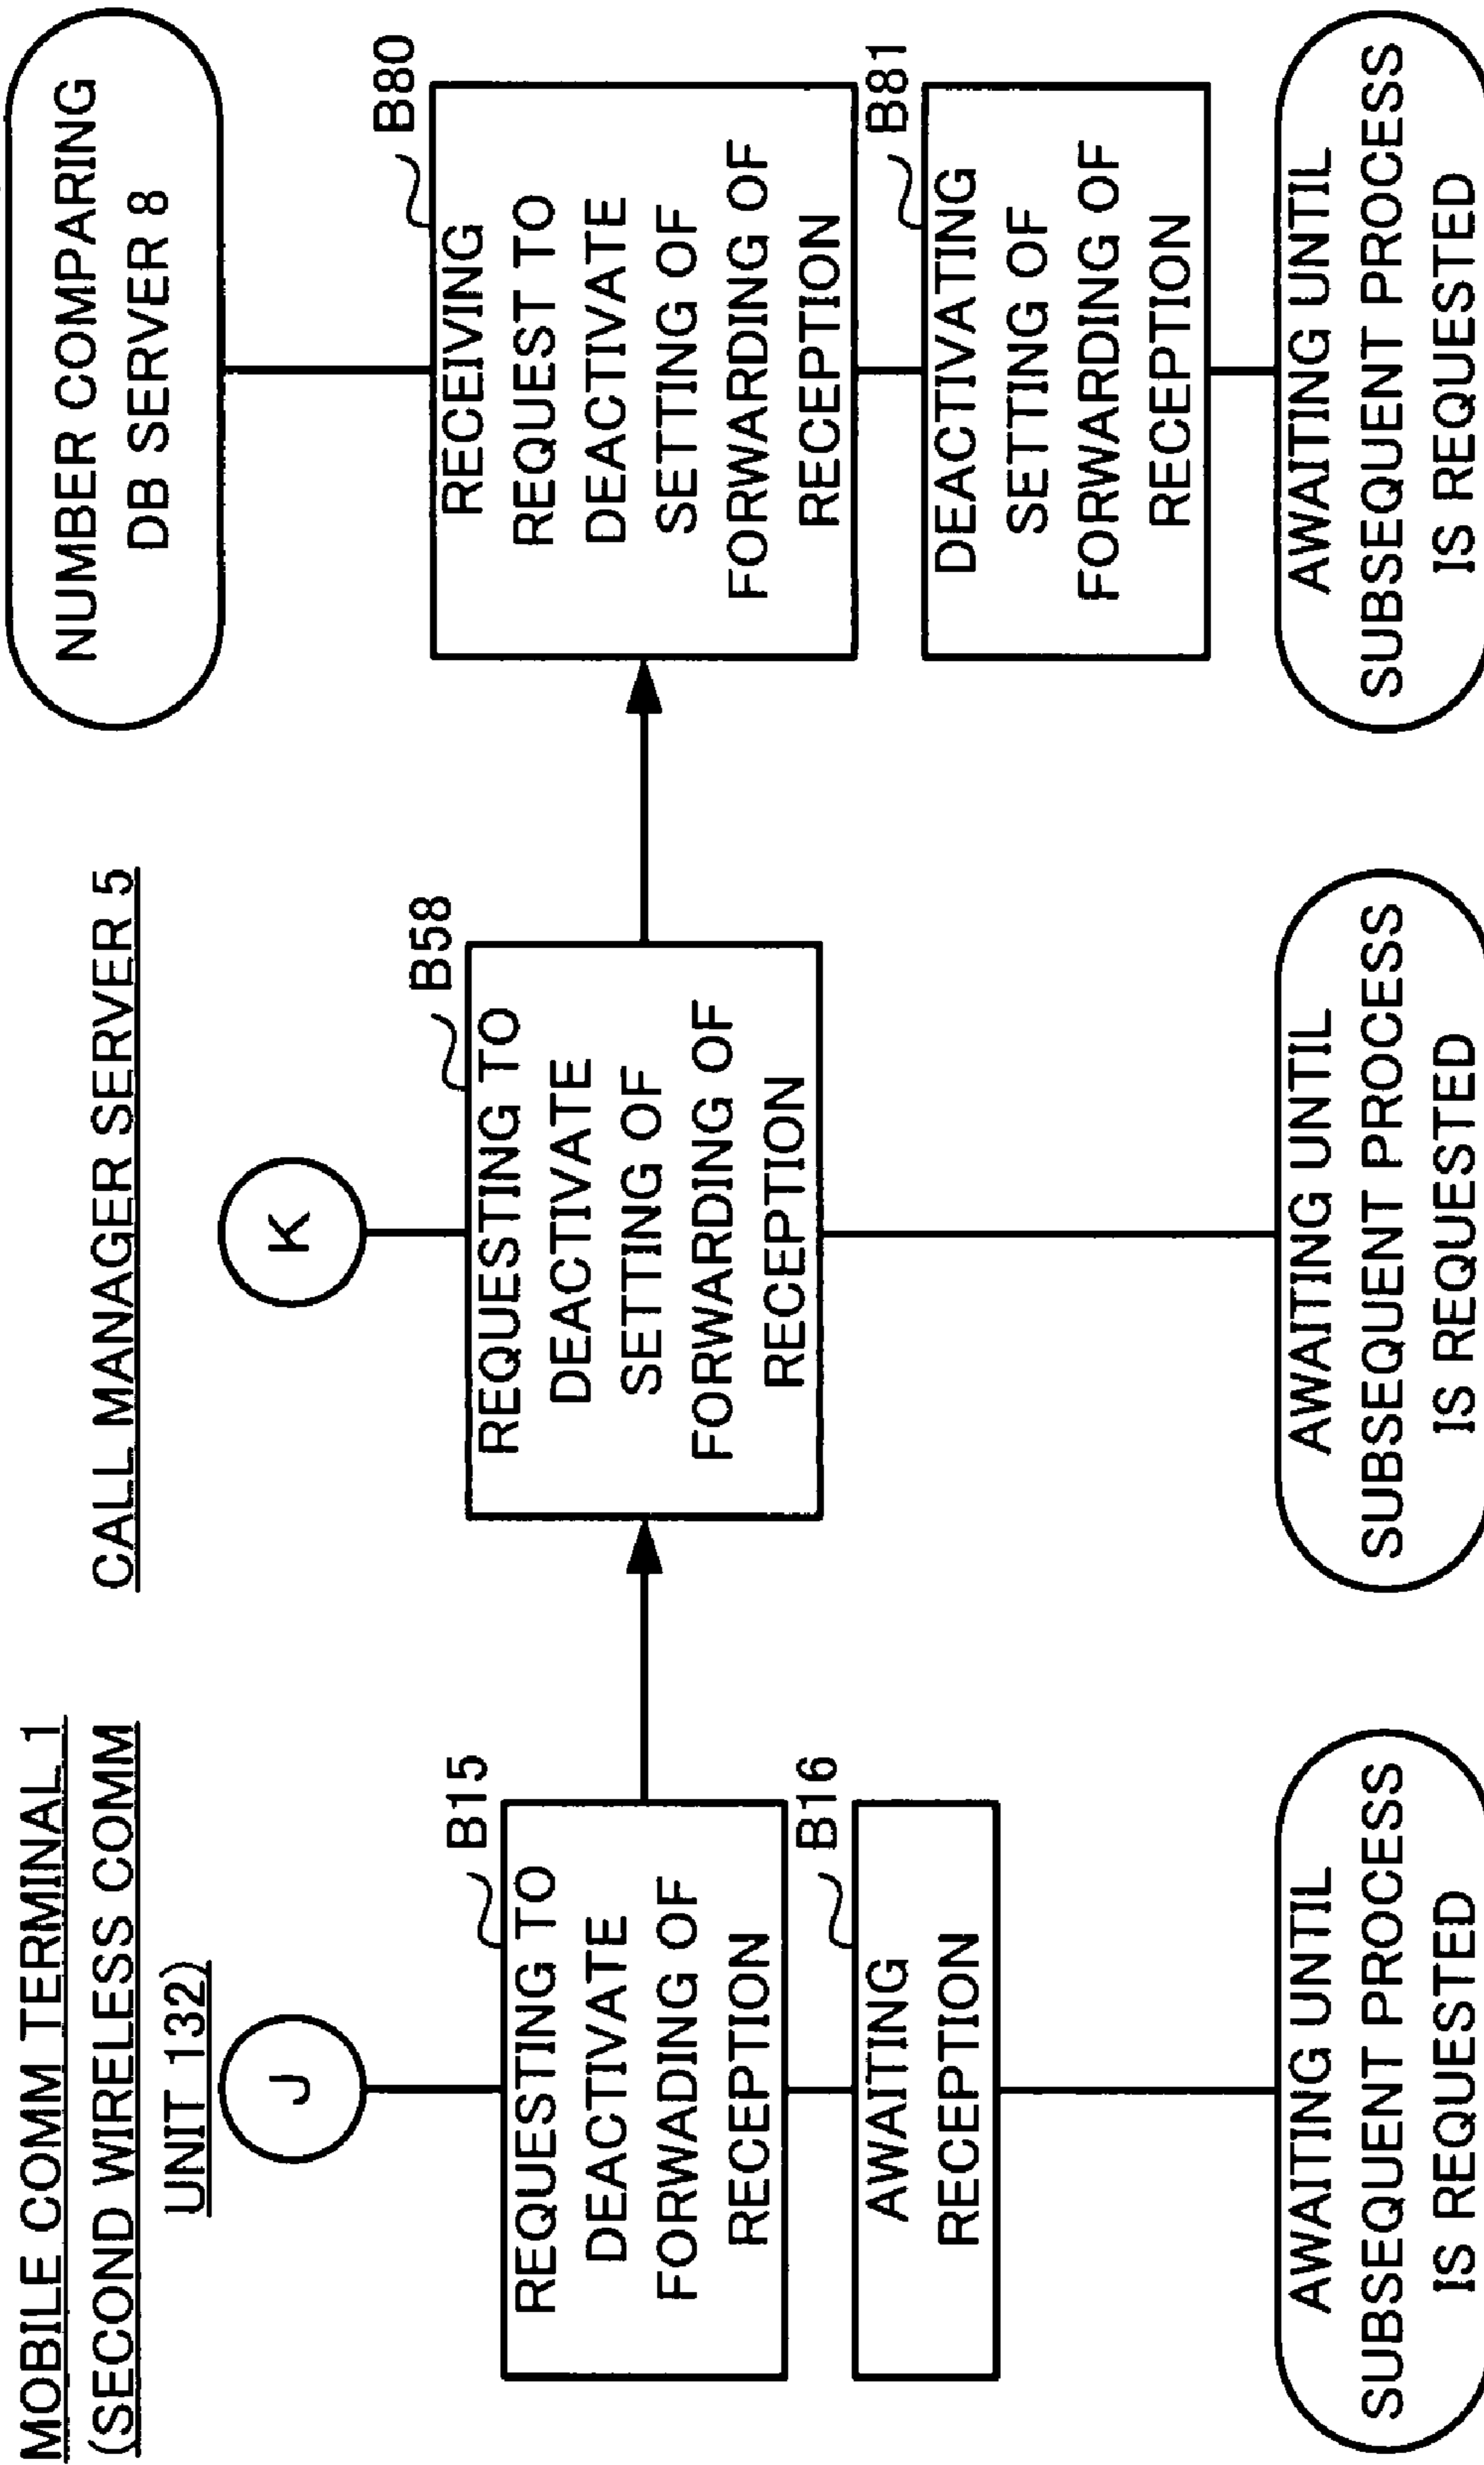 MOBILE COMM TERMINAL 1
(SECOND WIRELESS COMM
UNIT 132)
J
B15
REQUESTING TO
DEACTIVATE
FORWADING OF
RECEPTION
B16
AWAITING
RECEPTION
AWAITING UNTIL
SUBSEQUENT PROCESS
IS REQUESTED
CALL MANAGER SERVER 5
K
B58
REQUESTING TO
DEACTIVATE
SETTING OF
FORWARDING OF
RECEPTION
AWAITING UNTIL
SUBSEQUENT PROCESS
IS REQUESTED
NUMBER COMPARING
DB SERVER 8
B80
RECEIVING
REQUEST TO
DEACTIVATE
SETTING OF
FORWARDING OF
RECEPTION
B81
DEACTIVATING
SETTING OF
FORWARDING OF
RECEPTION
AWAITING UNTIL
SUBSEQUENT PROCESS
IS REQUESTED